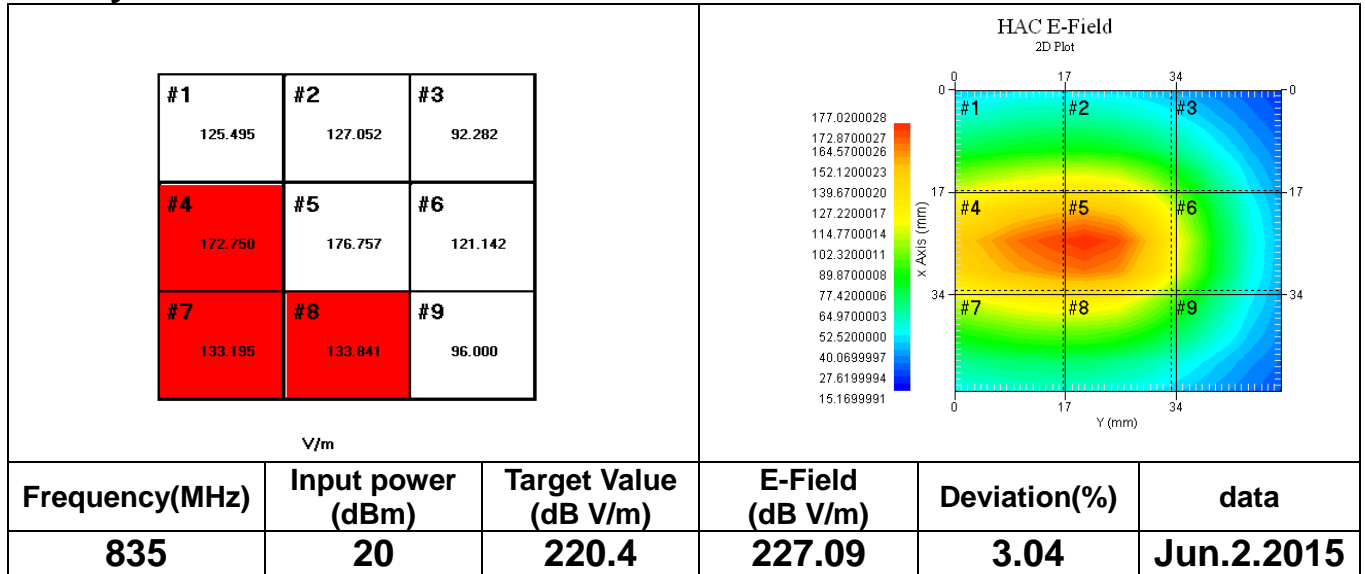 #1 #2 #3
125.495 127.052 92.282
#4 #5 #6
172.750 176.757 121.142
#7 #8 #9
133.195 133.841 96.000
V/m
HAC E-Field
2D Plot
0 17 34
0 0
177.0200028
172.8700027
164.5700026
152.1200023
139.6700020
127.2200017
114.7700014
102.3200011
89.8700008
77.4200006
64.9700003
52.5200000
40.0699997
27.6199994
15.1699991
x Axis (mm)
#1 #2 #3
17 17
#4 #5 #6
34 34
#7 #8 #9
0 17 34
Y (mm)
Frequency(MHz) Input power (dBm) Target Value (dB V/m) E-Field (dB V/m) Deviation(%) data
835 20 220.4 227.09 3.04 Jun.2.2015